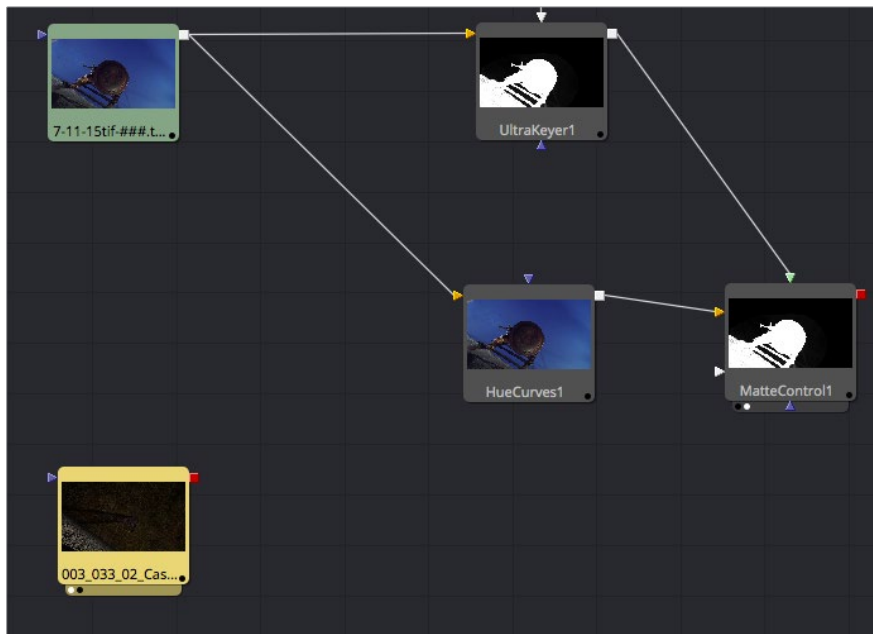 7-11-15tif-###.t...
UltraKeyer1
HueCurves1
MatteControl1
003_033_02_Cas...